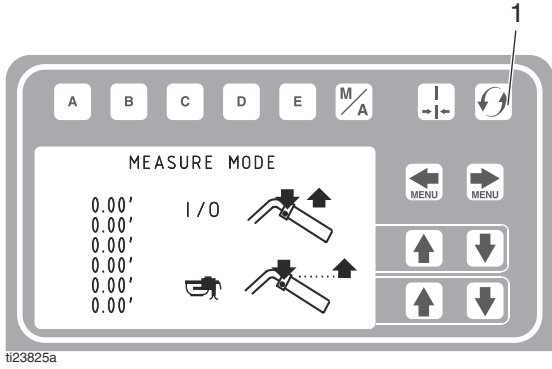 1
A B C D E M/A
MEASURE MODE
MENU MENU
0.00' I/O
0.00'
0.00'
0.00'
0.00'
0.00'
ti23825a